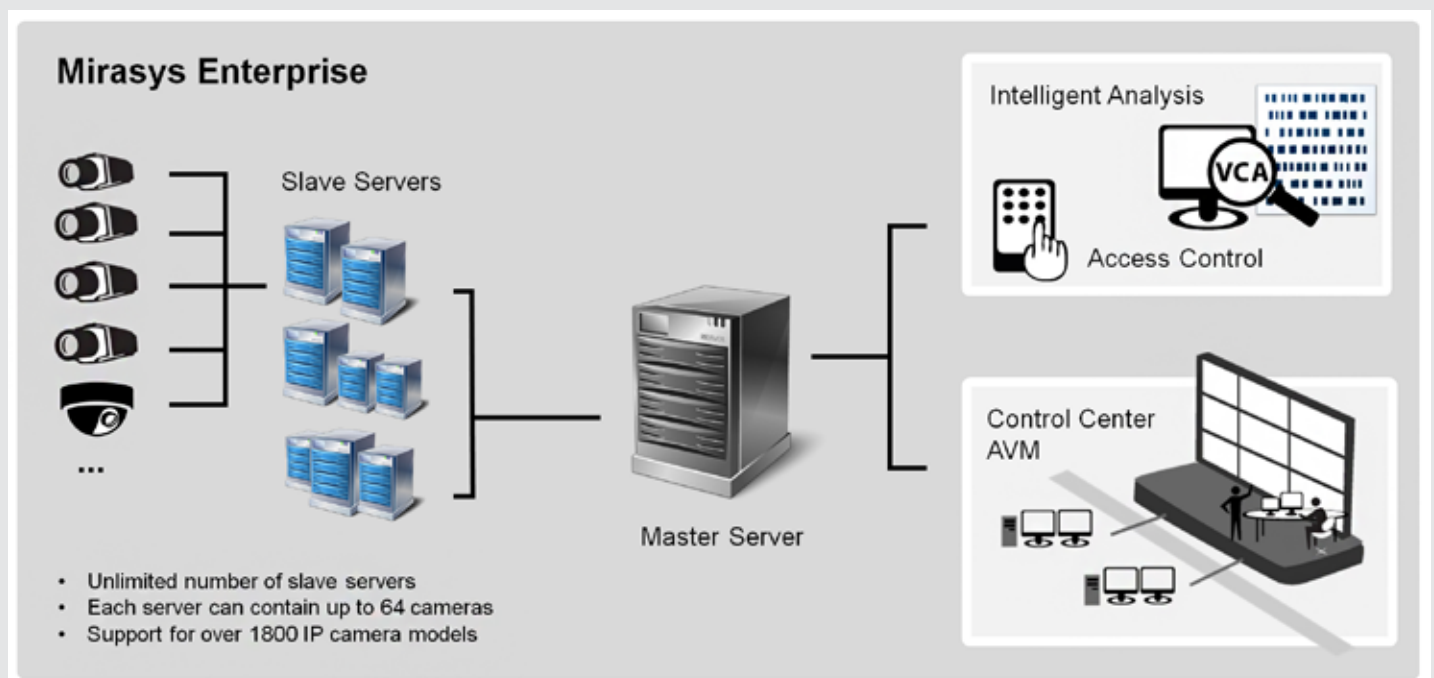 Mirasys Enterprise
Slave Servers
Master Server
• Unlimited number of slave servers
• Each server can contain up to 64 cameras
• Support for over 1800 IP camera models
...
Intelligent Analysis
VCA
Access Control
Control Center
AVM